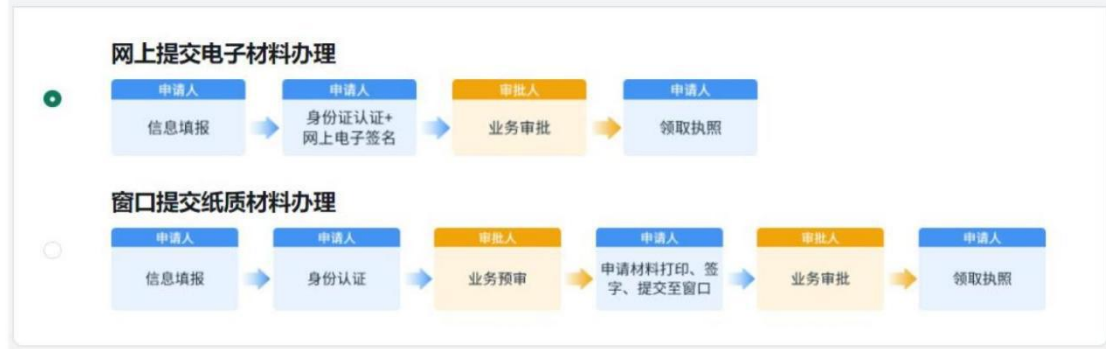 网上提交电子材料办理
申请人 申请人 审批人 申请人
信息填报 身份证认证+ 业务审批 领取执照
网上电子签名
窗口提交纸质材料办理
申请人 申请人 审批人 申请人 审批人 申请人
信息填报 身份认证 业务预审 申请材料打印、签 业务审批 领取执照
字、提交至窗口